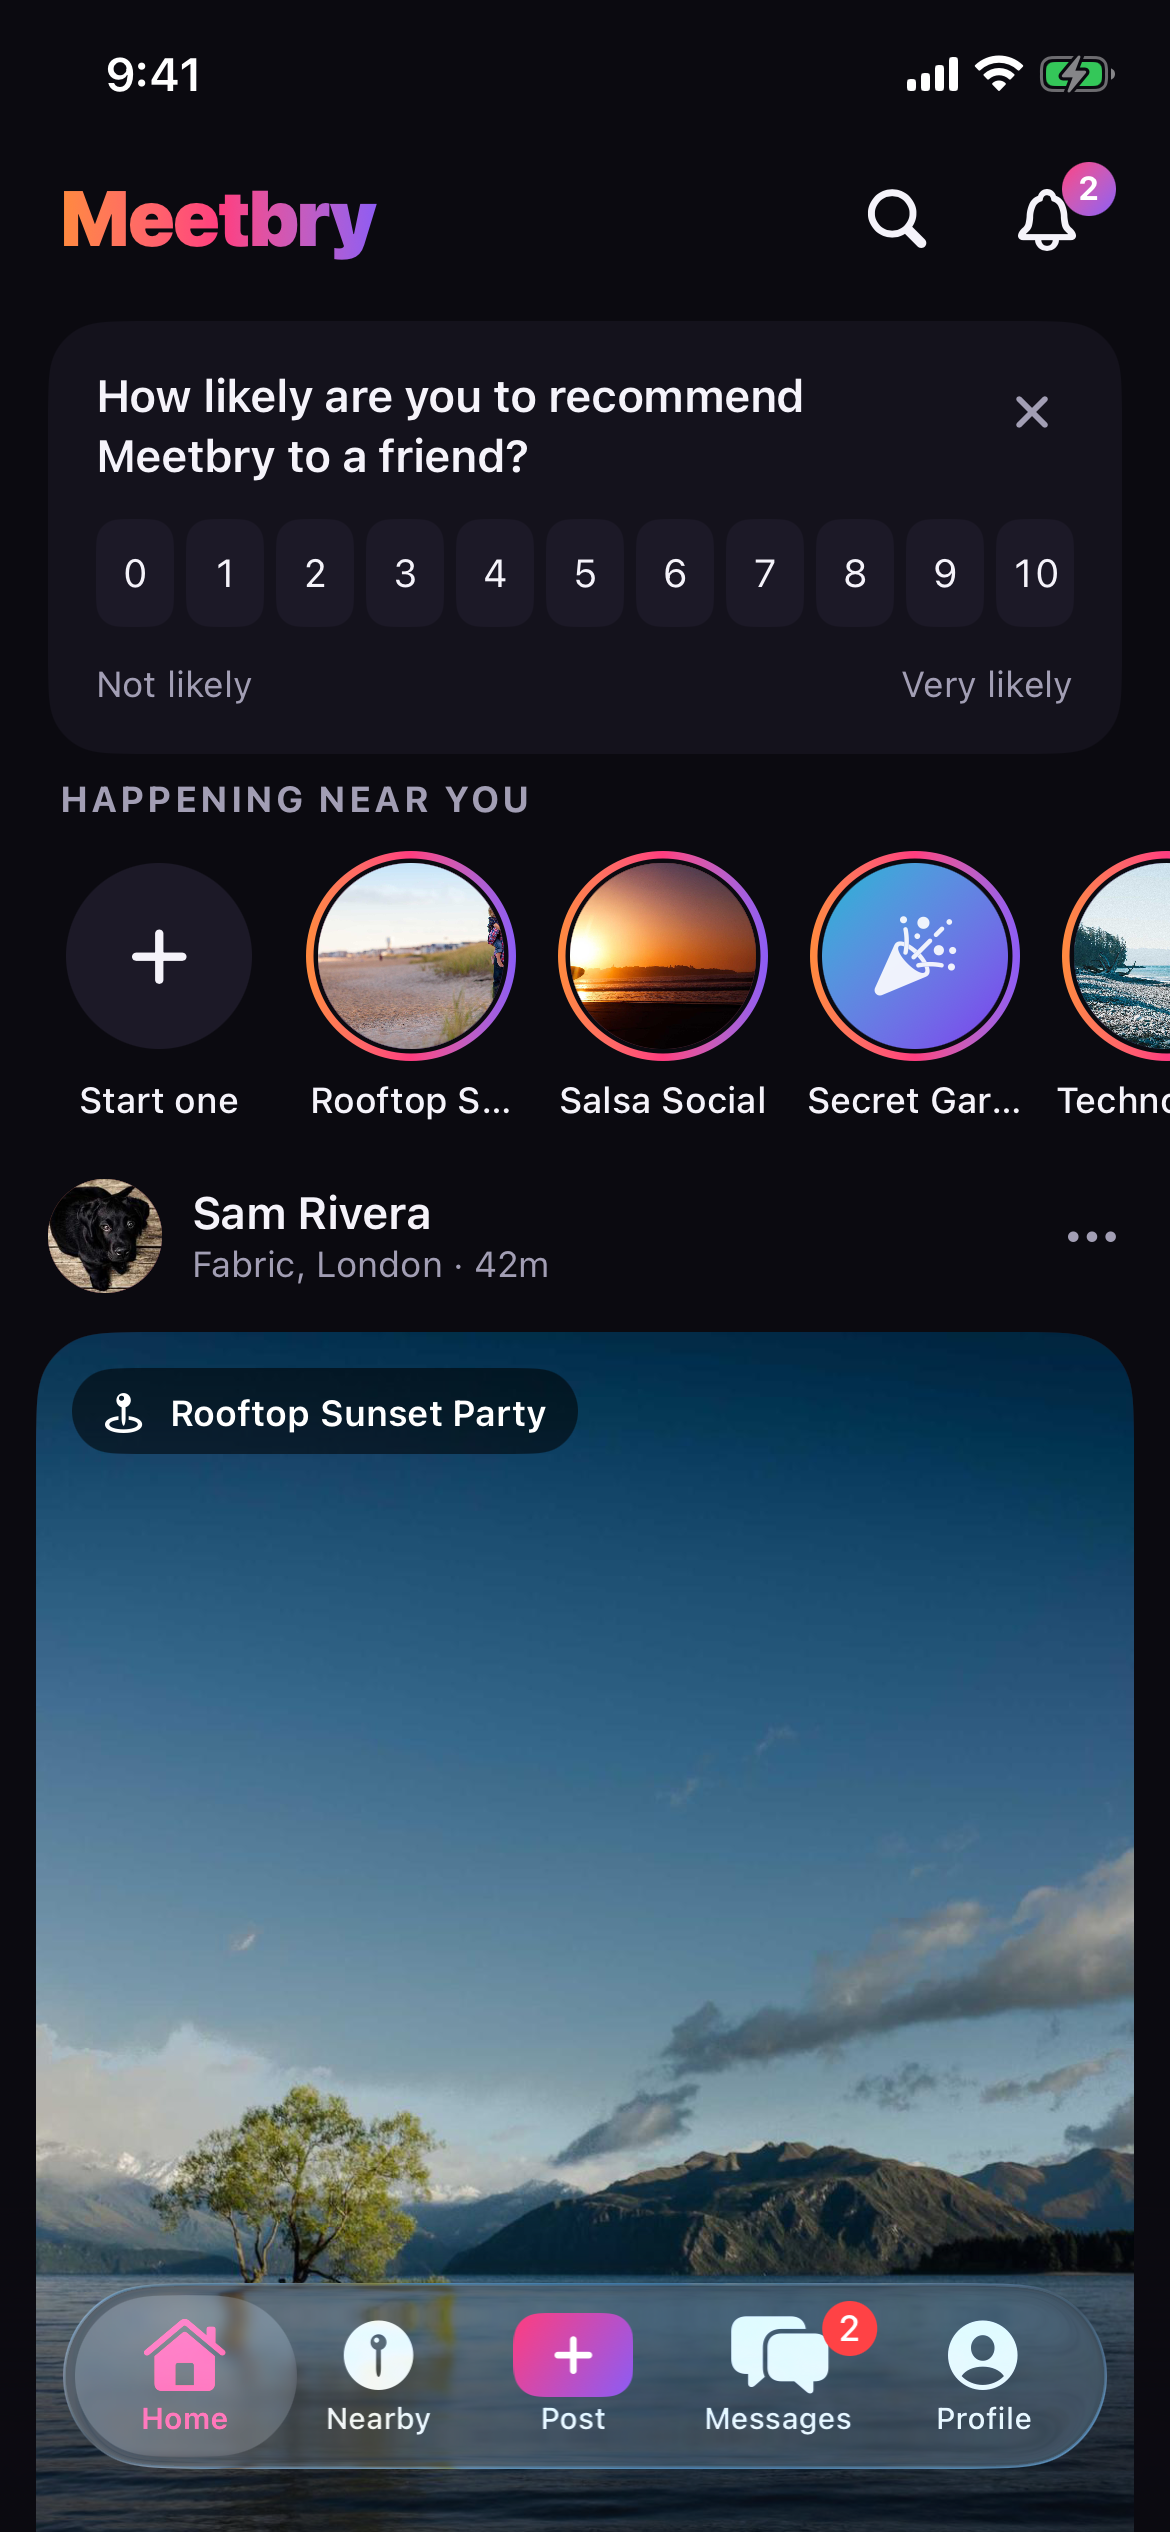 9:41
Meetbry
2
How likely are you to recommend
Meetbry to a friend?
0 1 2 3 4 5 6 7 8 9 10
Not likely Very likely
HAPPENING NEAR YOU
Start one Rooftop S... Salsa Social Secret Gar... Techno
Sam Rivera
Fabric, London · 42m
Rooftop Sunset Party
2
Home Nearby Post Messages Profile